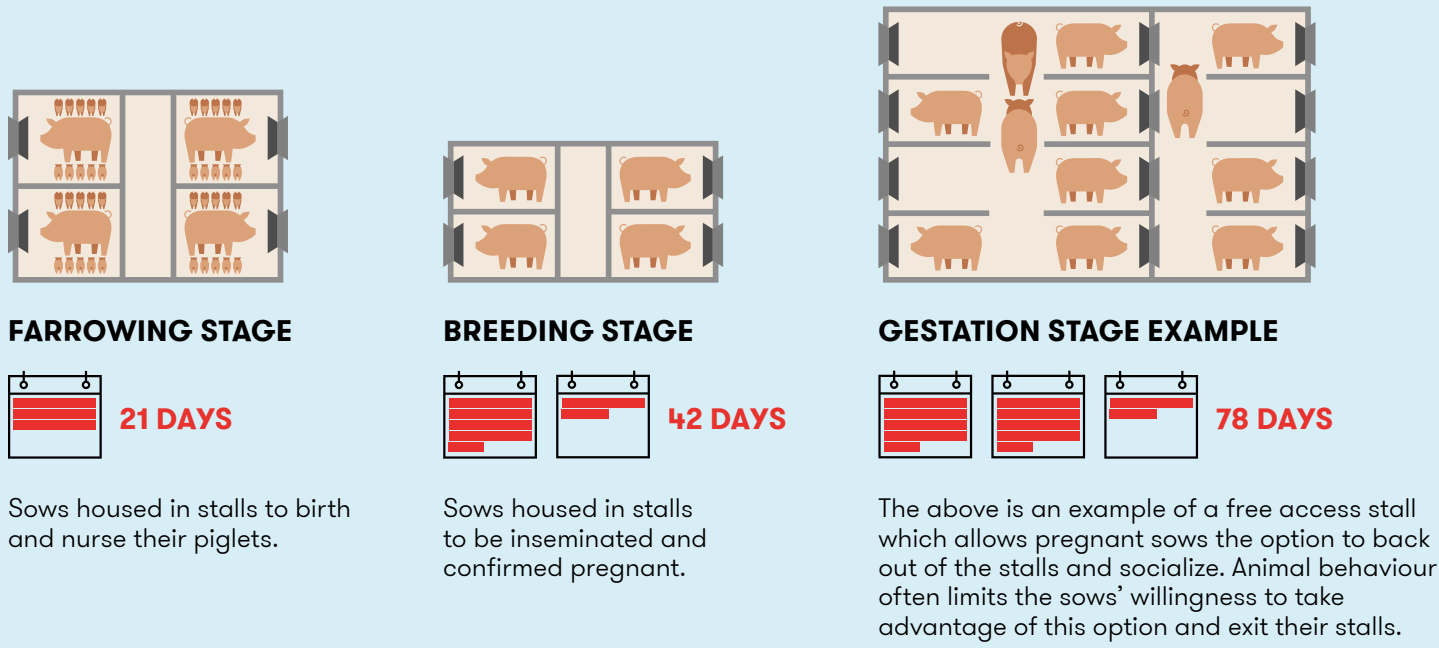 FARROWING STAGE
21 DAYS
Sows housed in stalls to birth
and nurse their piglets.
BREEDING STAGE
42 DAYS
Sows housed in stalls
to be inseminated and
confirmed pregnant.
GESTATION STAGE EXAMPLE
78 DAYS
The above is an example of a free access stall
which allows pregnant sows the option to back
out of the stalls and socialize. Animal behaviour
often limits the sows’ willingness to take
advantage of this option and exit their stalls.